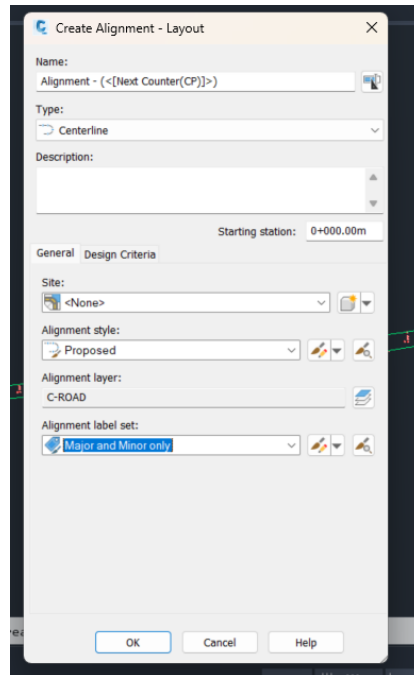 Create Alignment - Layout
Name:
Alignment - (<[Next Counter(CP)]>)
Type:
Centerline
Description:
Starting station: 0+000.00m
General Design Criteria
Site:
<None>
Alignment style:
Proposed
Alignment layer:
C-ROAD
Alignment label set:
Major and Minor only
OK Cancel Help